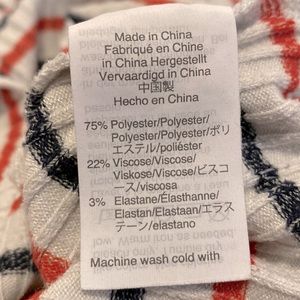 Made in China
Fabriqué en Chine
in China Hergestellt
Vervaardigd in China
中国製
Hecho en China
75% Polyester/Polyester/
Polyester/Polyester/ポリ
エステル/poliéster
22% Viscose/Viscose/
Viskose/Viscose/ビスコ
ース/viscosa
3% Elastane/Élasthanne/
Elastan/Elastaan/エラス
テーン/elastano
Machine wash cold with